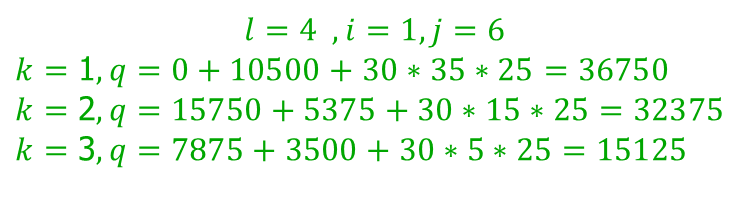 l = 4 , i = 1, j = 6
k = 1, q = 0 + 10500 + 30 ∗ 35 ∗ 25 = 36750
k = 2, q = 15750 + 5375 + 30 ∗ 15 ∗ 25 = 32375
k = 3, q = 7875 + 3500 + 30 ∗ 5 ∗ 25 = 15125